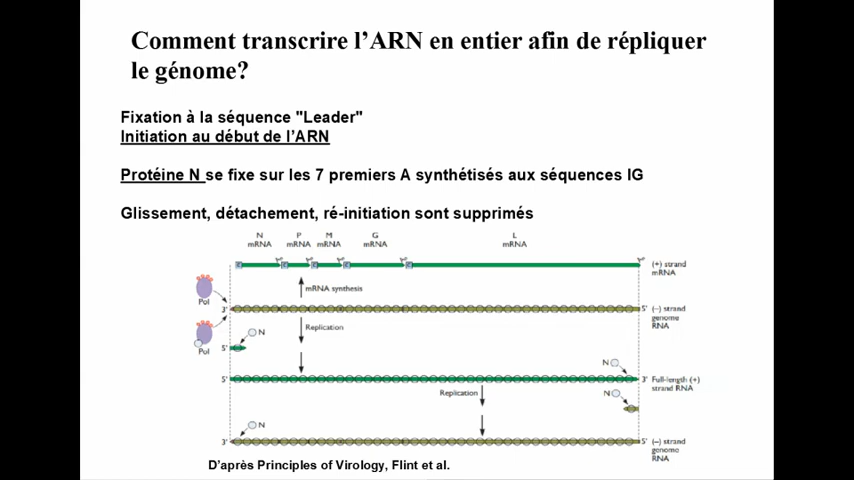 Comment transcrire l'ARN en entier afin de répliquer
le génome?
Fixation à la séquence "Leader"
Initiation au début de l'ARN
Protéine N se fixe sur les 7 premiers A synthétisés aux séquences IG
Glissement, détachement, ré-initiation sont supprimés
N P M G L
mRNA mRNA mRNA mRNA mRNA
(+) strand
mRNA
mRNA synthesis
Pol
3' 5' (–) strand
genome
RNA
Replication
N
Pol
5'
N
5' 3' Full-length (+)
strand RNA
Replication
N
N
3' 5' (–) strand
genome
RNA
D'après Principles of Virology, Flint et al.